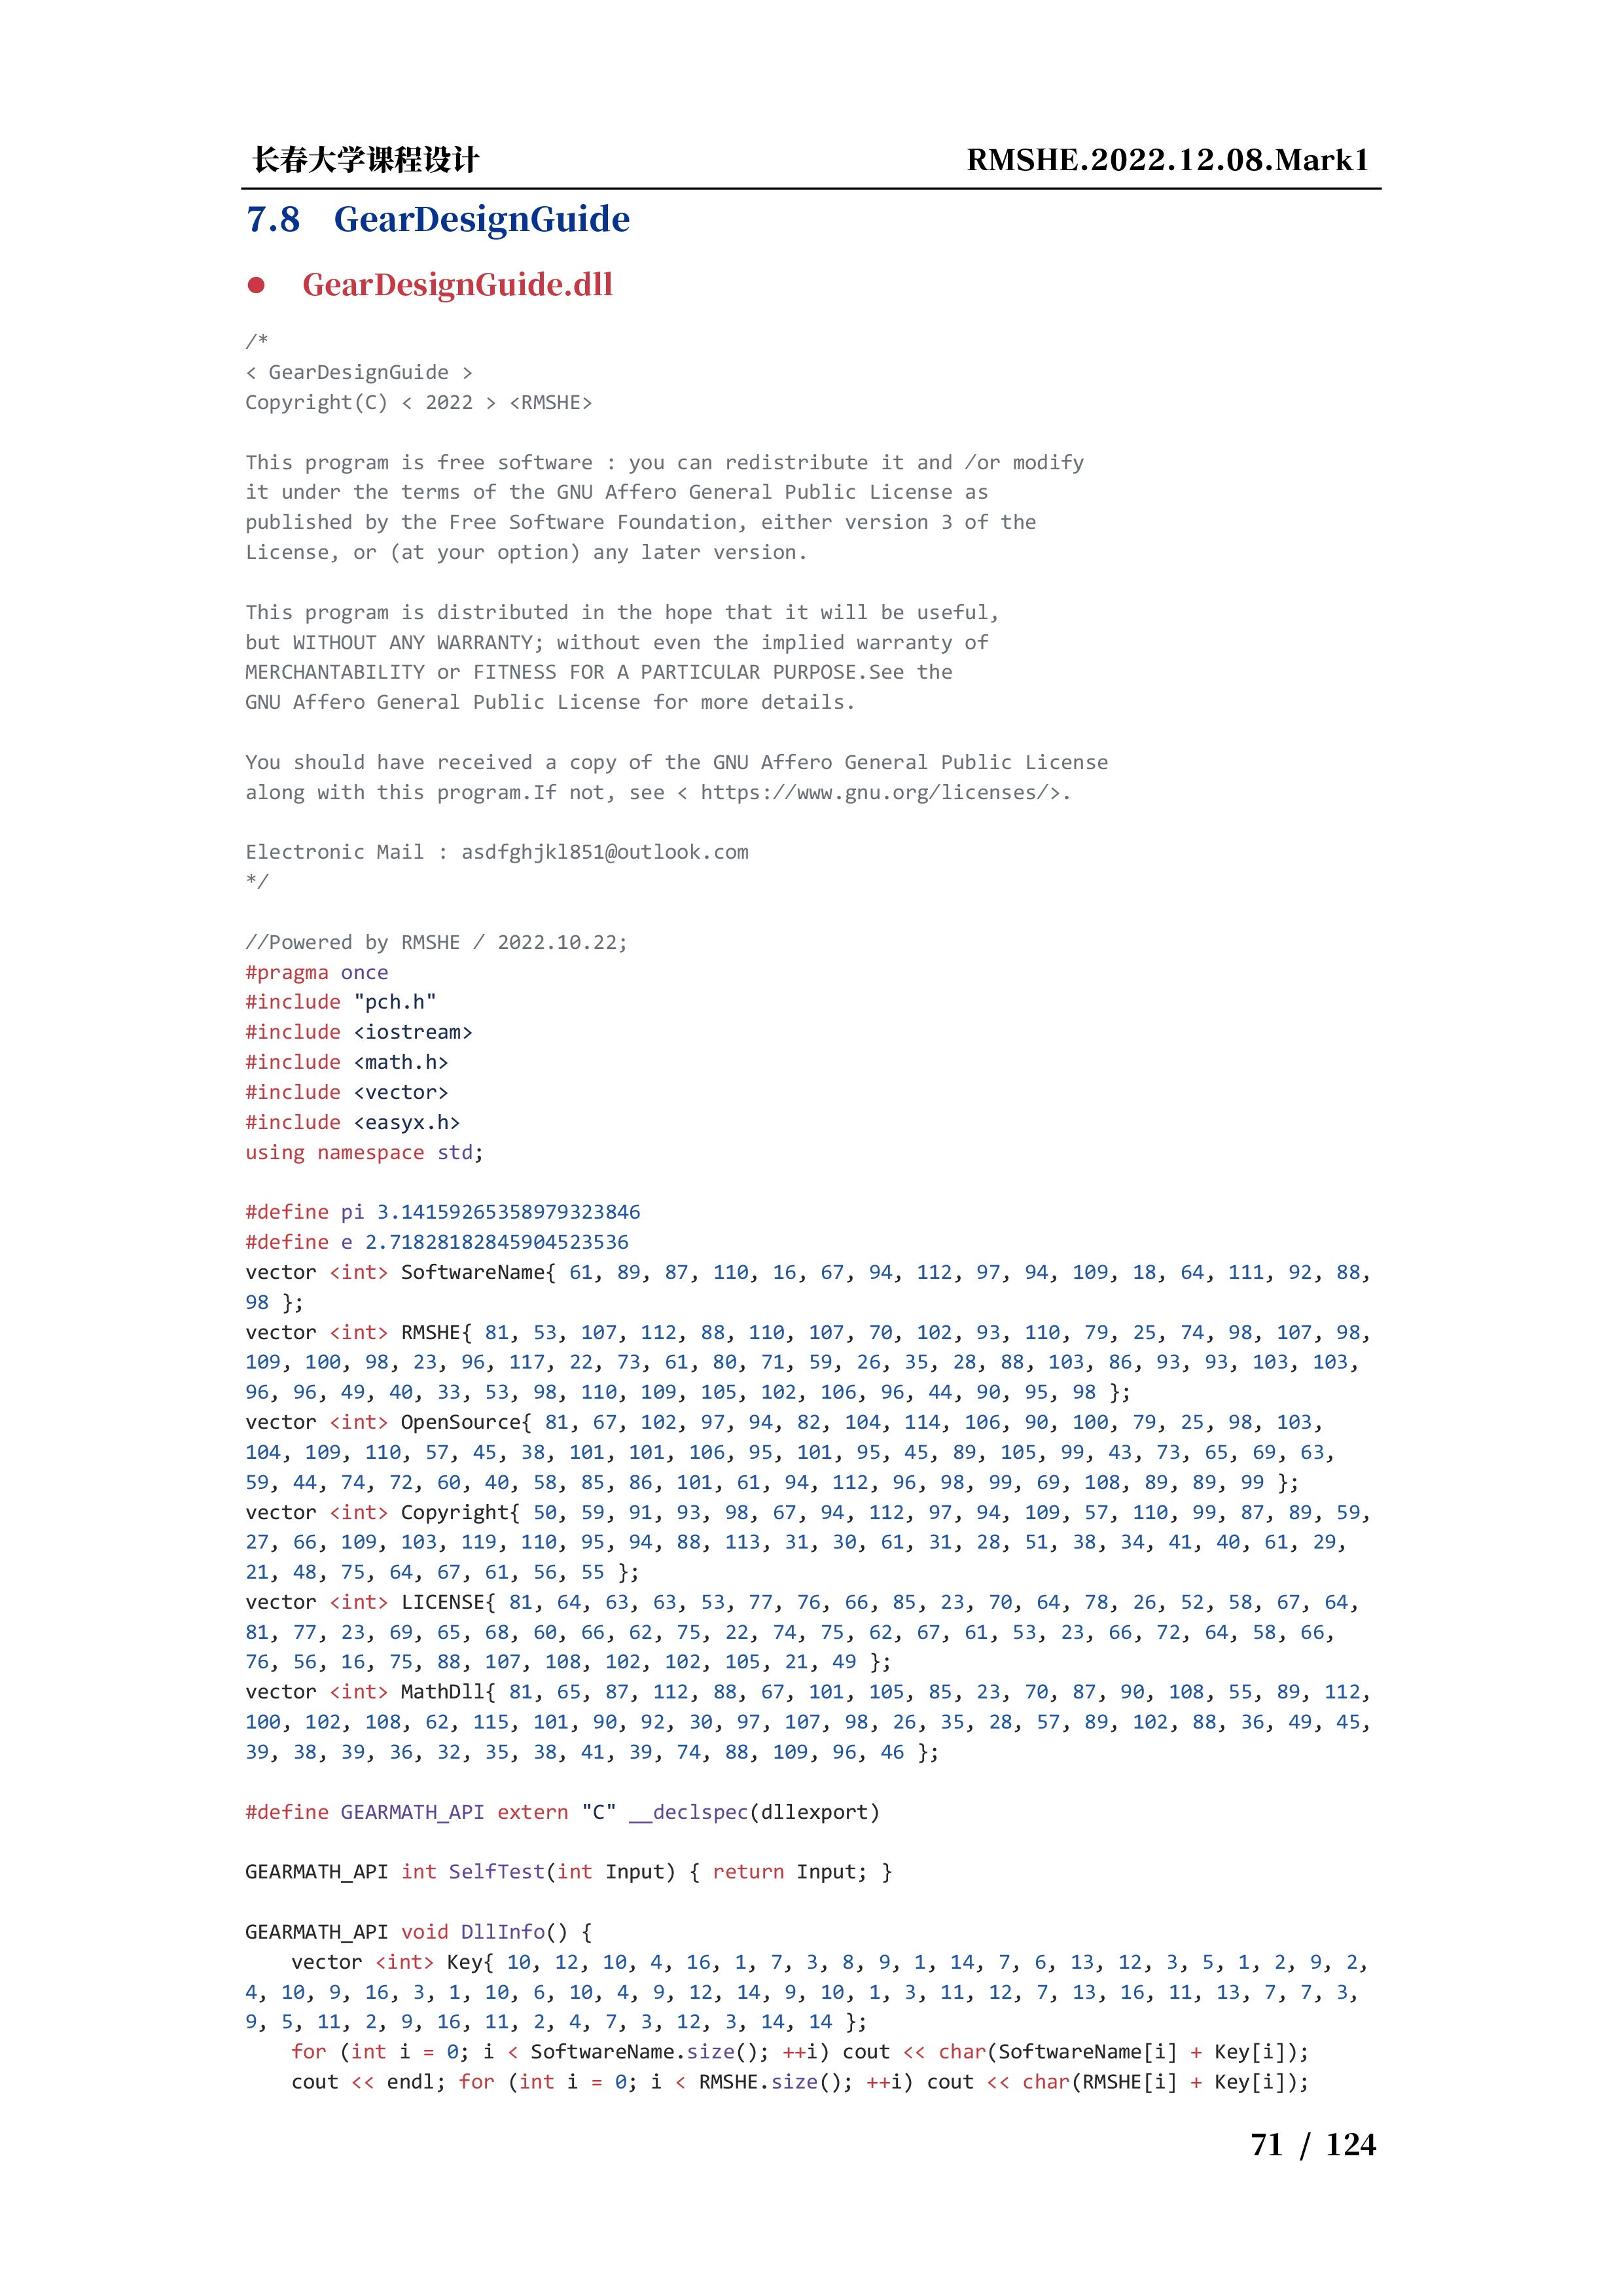 长春大学课程设计 RMSHE.2022.12.08.Mark1
7.8 GearDesignGuide
● GearDesignGuide.dll
/*
< GearDesignGuide >
Copyright(C) < 2022 > <RMSHE>
This program is free software : you can redistribute it and /or modify
it under the terms of the GNU Affero General Public License as
published by the Free Software Foundation, either version 3 of the
License, or (at your option) any later version.
This program is distributed in the hope that it will be useful,
but WITHOUT ANY WARRANTY; without even the implied warranty of
MERCHANTABILITY or FITNESS FOR A PARTICULAR PURPOSE.See the
GNU Affero General Public License for more details.
You should have received a copy of the GNU Affero General Public License
along with this program.If not, see < https://www.gnu.org/licenses/>.
Electronic Mail : asdfghjkl851@outlook.com
*/
//Powered by RMSHE / 2022.10.22;
#pragma once
#include "pch.h"
#include <iostream>
#include <math.h>
#include <vector>
#include <easyx.h>
using namespace std;
#define pi 3.14159265358979323846
#define e 2.71828182845904523536
vector <int> SoftwareName{ 61, 89, 87, 110, 16, 67, 94, 112, 97, 94, 109, 18, 64, 111, 92, 88,
98 };
vector <int> RMSHE{ 81, 53, 107, 112, 88, 110, 107, 70, 102, 93, 110, 79, 25, 74, 98, 107, 98,
109, 100, 98, 23, 96, 117, 22, 73, 61, 80, 71, 59, 26, 35, 28, 88, 103, 86, 93, 93, 103, 103,
96, 96, 49, 40, 33, 53, 98, 110, 109, 105, 102, 106, 96, 44, 90, 95, 98 };
vector <int> OpenSource{ 81, 67, 102, 97, 94, 82, 104, 114, 106, 90, 100, 79, 25, 98, 103,
104, 109, 110, 57, 45, 38, 101, 101, 106, 95, 101, 95, 45, 89, 105, 99, 43, 73, 65, 69, 63,
59, 44, 74, 72, 60, 40, 58, 85, 86, 101, 61, 94, 112, 96, 98, 99, 69, 108, 89, 89, 99 };
vector <int> Copyright{ 50, 59, 91, 93, 98, 67, 94, 112, 97, 94, 109, 57, 110, 99, 87, 89, 59,
27, 66, 109, 103, 119, 110, 95, 94, 88, 113, 31, 30, 61, 31, 28, 51, 38, 34, 41, 40, 61, 29,
21, 48, 75, 64, 67, 61, 56, 55 };
vector <int> LICENSE{ 81, 64, 63, 63, 53, 77, 76, 66, 85, 23, 70, 64, 78, 26, 52, 58, 67, 64,
81, 77, 23, 69, 65, 68, 60, 66, 62, 75, 22, 74, 75, 62, 67, 61, 53, 23, 66, 72, 64, 58, 66,
76, 56, 16, 75, 88, 107, 108, 102, 102, 105, 21, 49 };
vector <int> MathDll{ 81, 65, 87, 112, 88, 67, 101, 105, 85, 23, 70, 87, 90, 108, 55, 89, 112,
100, 102, 108, 62, 115, 101, 90, 92, 30, 97, 107, 98, 26, 35, 28, 57, 89, 102, 88, 36, 49, 45,
39, 38, 39, 36, 32, 35, 38, 41, 39, 74, 88, 109, 96, 46 };
#define GEARMATH_API extern "C" __declspec(dllexport)
GEARMATH_API int SelfTest(int Input) { return Input; }
GEARMATH_API void DllInfo() {
vector <int> Key{ 10, 12, 10, 4, 16, 1, 7, 3, 8, 9, 1, 14, 7, 6, 13, 12, 3, 5, 1, 2, 9, 2,
4, 10, 9, 16, 3, 1, 10, 6, 10, 4, 9, 12, 14, 9, 10, 1, 3, 11, 12, 7, 13, 16, 11, 13, 7, 7, 3,
9, 5, 11, 2, 9, 16, 11, 2, 4, 7, 3, 12, 3, 14, 14 };
for (int i = 0; i < SoftwareName.size(); ++i) cout << char(SoftwareName[i] + Key[i]);
cout << endl; for (int i = 0; i < RMSHE.size(); ++i) cout << char(RMSHE[i] + Key[i]);
71 / 124